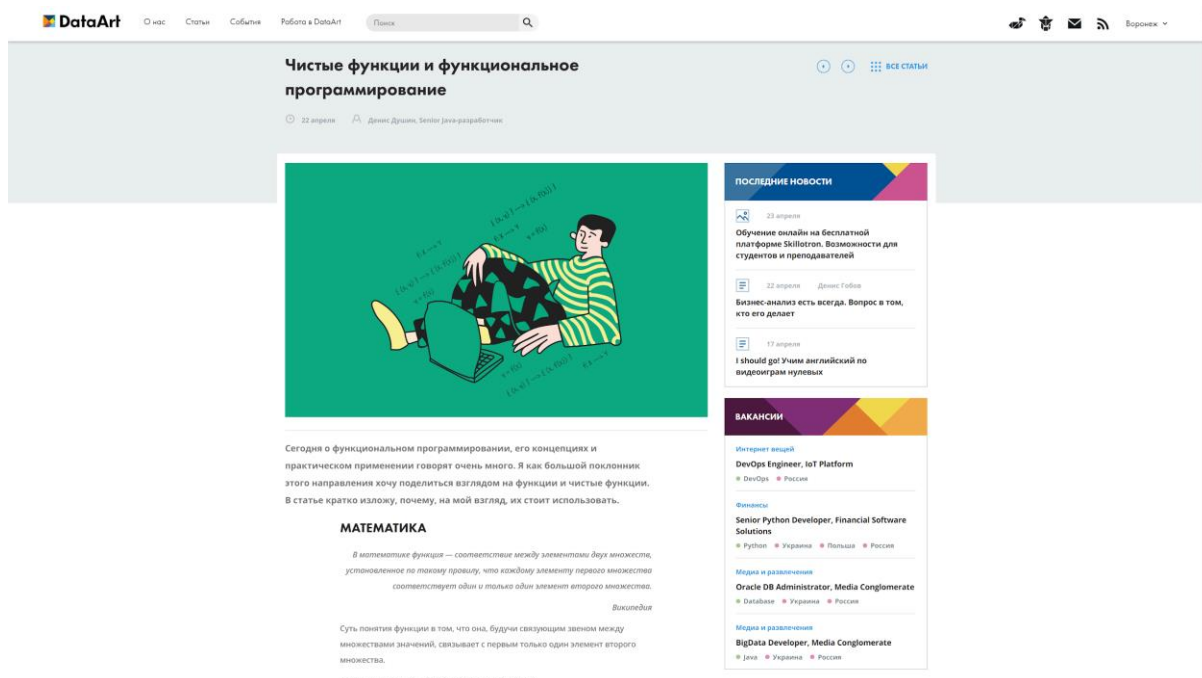 DataArt
О нас
Статьи
События
Работа в DataArt
Поиск
Воронеж
Чистые функции и функциональное
программирование
ВСЕ СТАТЬИ
22 апреля
Денис Душин, Senior Java-разработчик
Сегодня о функциональном программировании, его концепциях и
практическом применении говорят очень много. Я как большой поклонник
этого направления хочу поделиться взглядом на функции и чистые функции.
В статье кратко изложу, почему, на мой взгляд, их стоит использовать.
МАТЕМАТИКА
В математике функция — соответствие между элементами двух множеств,
установленное по такому правилу, что каждому элементу первого множества
соответствует один и только один элемент второго множества.
Википедия
Суть понятия функции в том, что она, будучи связующим звеном между
множествами значений, связывает с первым только один элемент второго
множества.
ПОСЛЕДНИЕ НОВОСТИ
23 апреля
Обучение онлайн на бесплатной
платформе Skillotron. Возможности для
студентов и преподавателей
22 апреля Денис Гобов
Бизнес-анализ есть всегда. Вопрос в том,
кто его делает
17 апреля
I should go! Учим английский по
видеоиграм нулевых
ВАКАНСИИ
Интернет вещей
DevOps Engineer, IoT Platform
DevOps Россия
Финансы
Senior Python Developer, Financial Software
Solutions
Python Украина Польша Россия
Медиа и развлечения
Oracle DB Administrator, Media Conglomerate
Database Украина Россия
Медиа и развлечения
BigData Developer, Media Conglomerate
Java Украина Россия